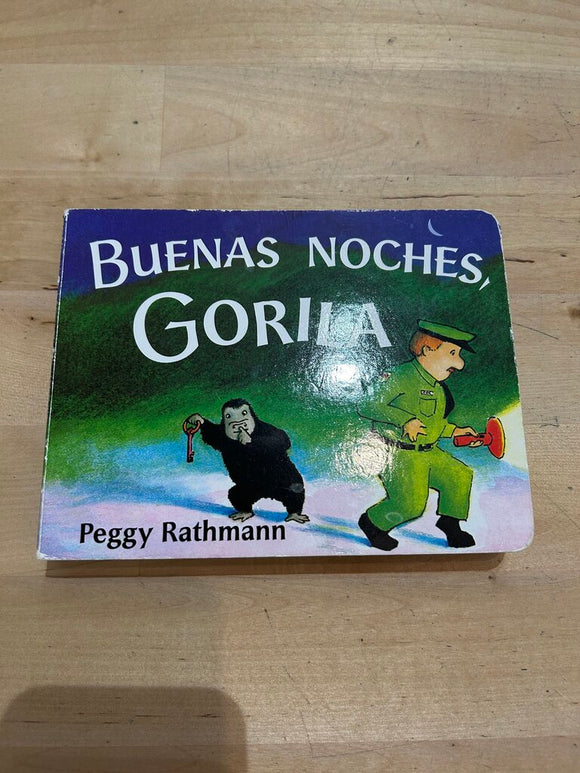 BUENAS NOCHES,
GORILA
Peggy Rathmann